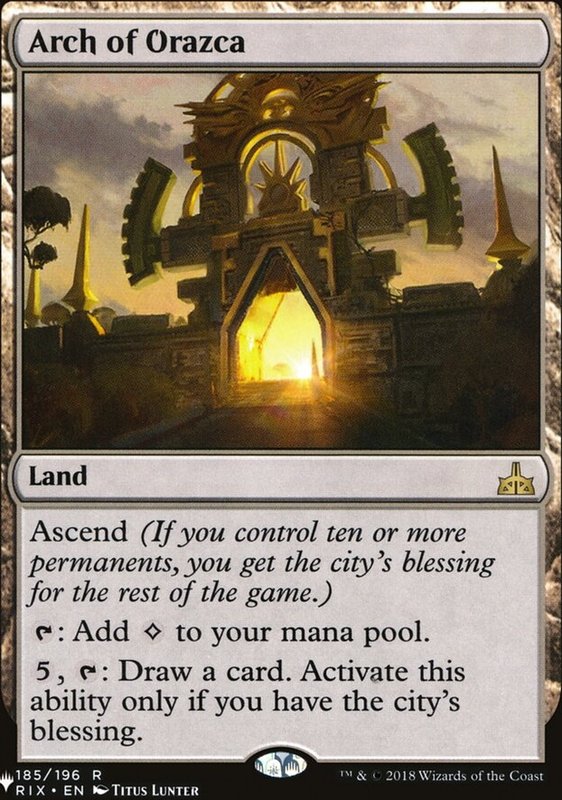 Arch of Orazca
Land
Ascend (If you control ten or more
permanents, you get the city's blessing
for the rest of the game.)
: Add to your mana pool.
5, : Draw a card. Activate this
ability only if you have the city's
blessing.
185/196 R
RIX • EN Titus Lunter
™ & © 2018 Wizards of the Coast